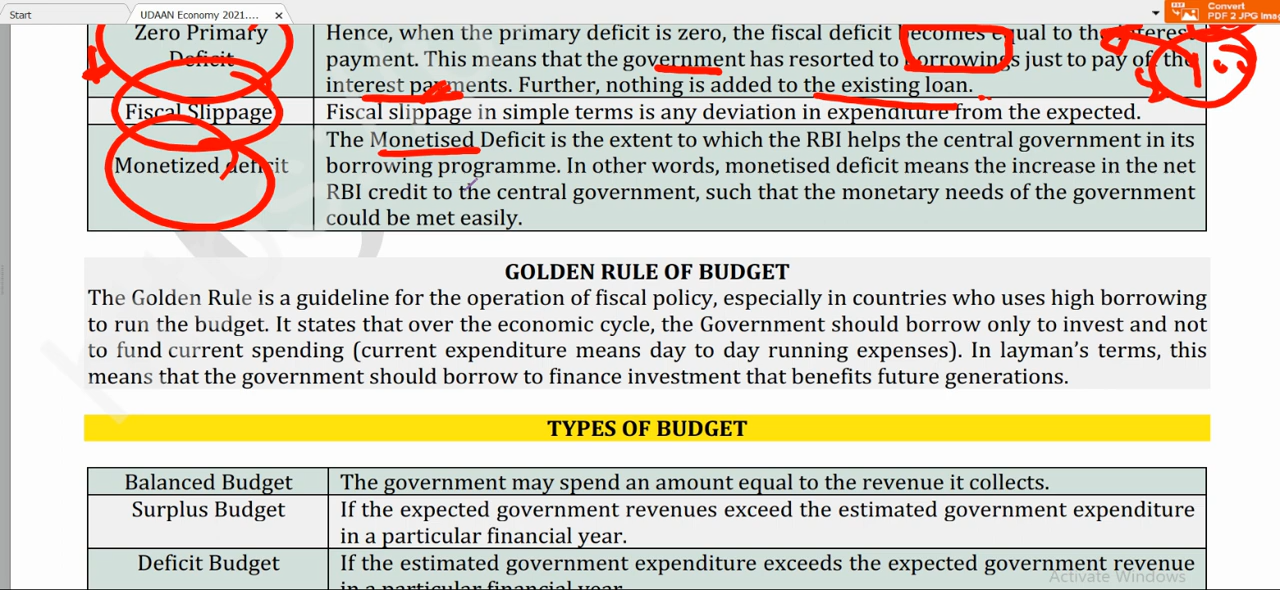 Start
UDAAN Economy 2021....
Convert
PDF 2 JPG Imag
Zero Primary
Deficit
Hence, when the primary deficit is zero, the fiscal deficit becomes equal to the interest
payment. This means that the government has resorted to borrowings just to pay off the
interest payments. Further, nothing is added to the existing loan.
Fiscal Slippage
Fiscal slippage in simple terms is any deviation in expenditure from the expected.
Monetized deficit
The Monetised Deficit is the extent to which the RBI helps the central government in its
borrowing programme. In other words, monetised deficit means the increase in the net
RBI credit to the central government, such that the monetary needs of the government
could be met easily.
GOLDEN RULE OF BUDGET
The Golden Rule is a guideline for the operation of fiscal policy, especially in countries who uses high borrowing
to run the budget. It states that over the economic cycle, the Government should borrow only to invest and not
to fund current spending (current expenditure means day to day running expenses). In layman's terms, this
means that the government should borrow to finance investment that benefits future generations.
TYPES OF BUDGET
Balanced Budget
The government may spend an amount equal to the revenue it collects.
Surplus Budget
If the expected government revenues exceed the estimated government expenditure
in a particular financial year.
Deficit Budget
If the estimated government expenditure exceeds the expected government revenue
in a particular financial year.
Activate Windows